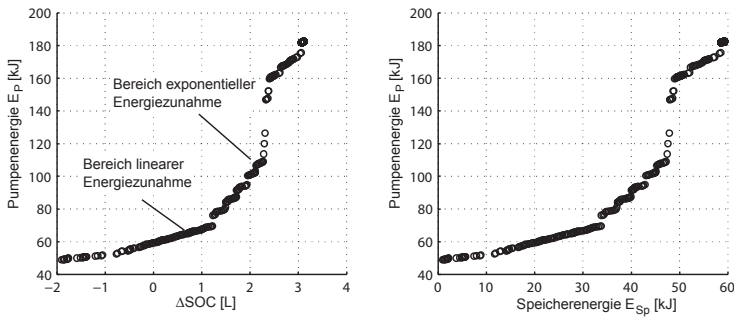 200
180
160
140
120
100
80
60
40
Pumpenenergie E_P [kJ]
Bereich exponentieller
Energiezunahme
Bereich linearer
Energiezunahme
−2 −1 0 1 2 3 4
ΔSOC [L]
200
180
160
140
120
100
80
60
40
Pumpenenergie E_P [kJ]
0 10 20 30 40 50 60
Speicherenergie E_Sp [kJ]